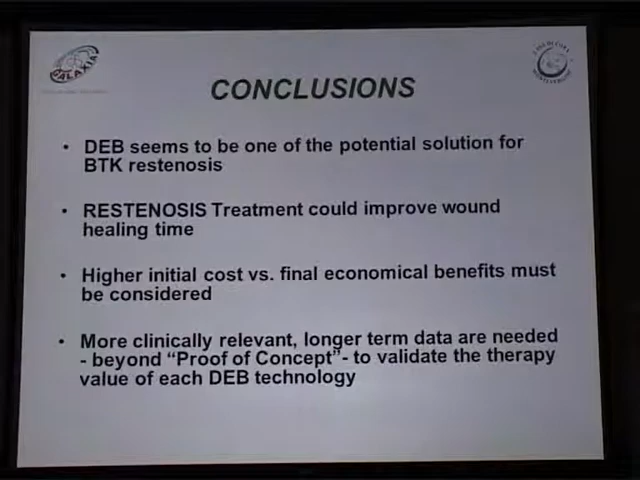 GALAXIA
CONCLUSIONS
• DEB seems to be one of the potential solution for
BTK restenosis
• RESTENOSIS Treatment could improve wound
healing time
• Higher initial cost vs. final economical benefits must
be considered
• More clinically relevant, longer term data are needed
- beyond “Proof of Concept”- to validate the therapy
value of each DEB technology